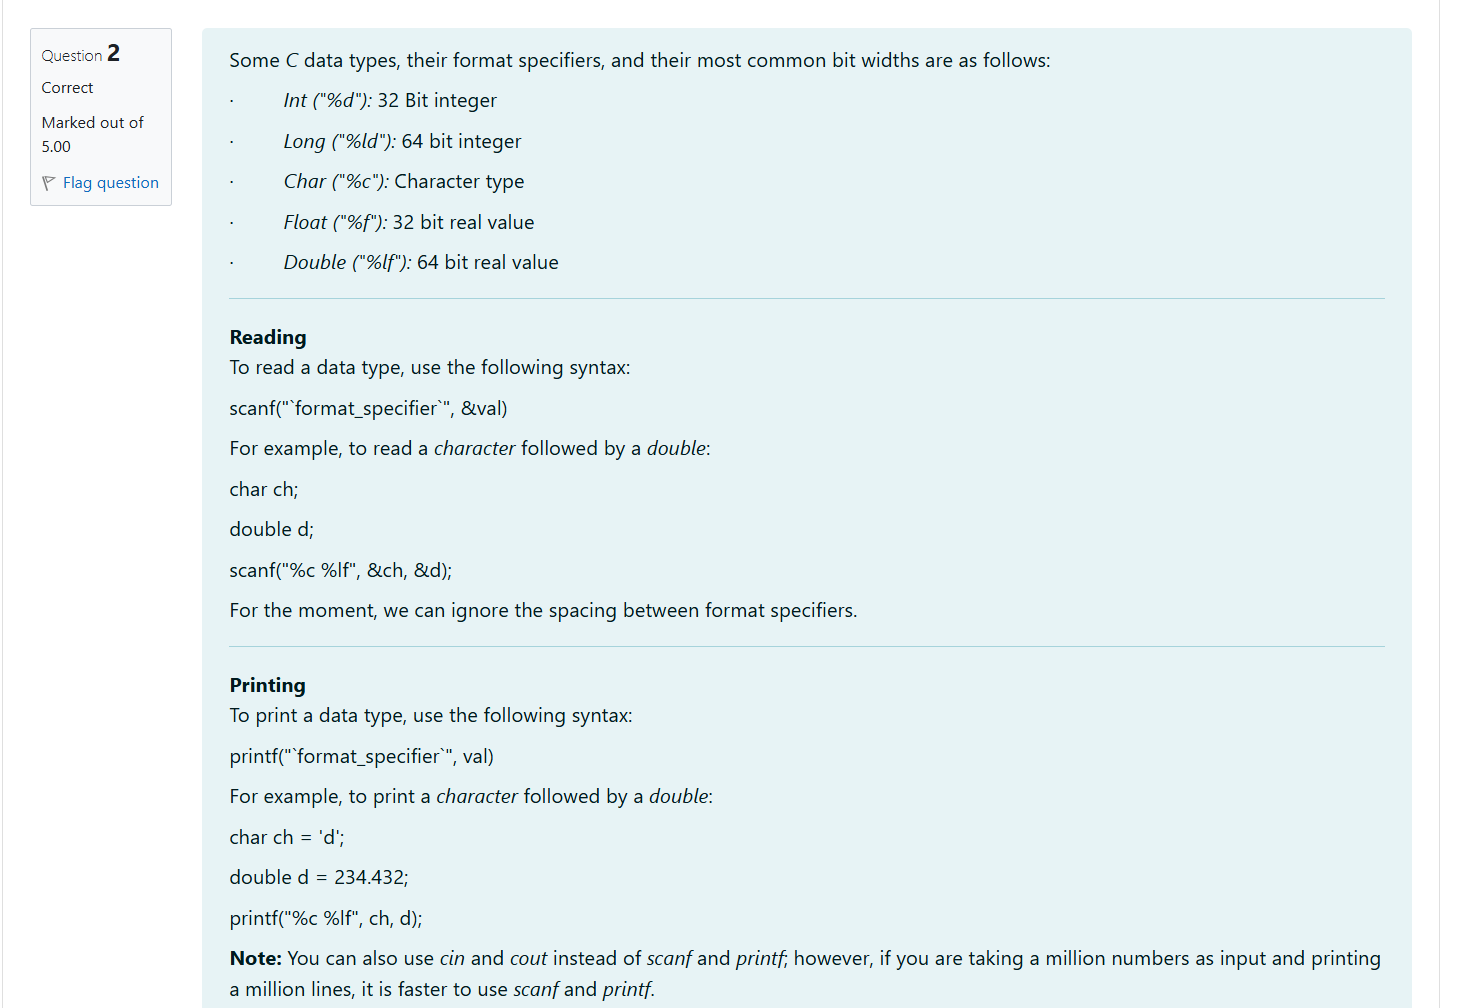 Question 2
Correct
Marked out of
5.00
Flag question
Some C data types, their format specifiers, and their most common bit widths are as follows:
· Int ("%d"): 32 Bit integer
· Long ("%ld"): 64 bit integer
· Char ("%c"): Character type
· Float ("%f"): 32 bit real value
· Double ("%lf"): 64 bit real value
Reading
To read a data type, use the following syntax:
scanf("`format_specifier`", &val)
For example, to read a character followed by a double:
char ch;
double d;
scanf("%c %lf", &ch, &d);
For the moment, we can ignore the spacing between format specifiers.
Printing
To print a data type, use the following syntax:
printf("`format_specifier`", val)
For example, to print a character followed by a double:
char ch = 'd';
double d = 234.432;
printf("%c %lf", ch, d);
Note: You can also use cin and cout instead of scanf and printf; however, if you are taking a million numbers as input and printing
a million lines, it is faster to use scanf and printf.